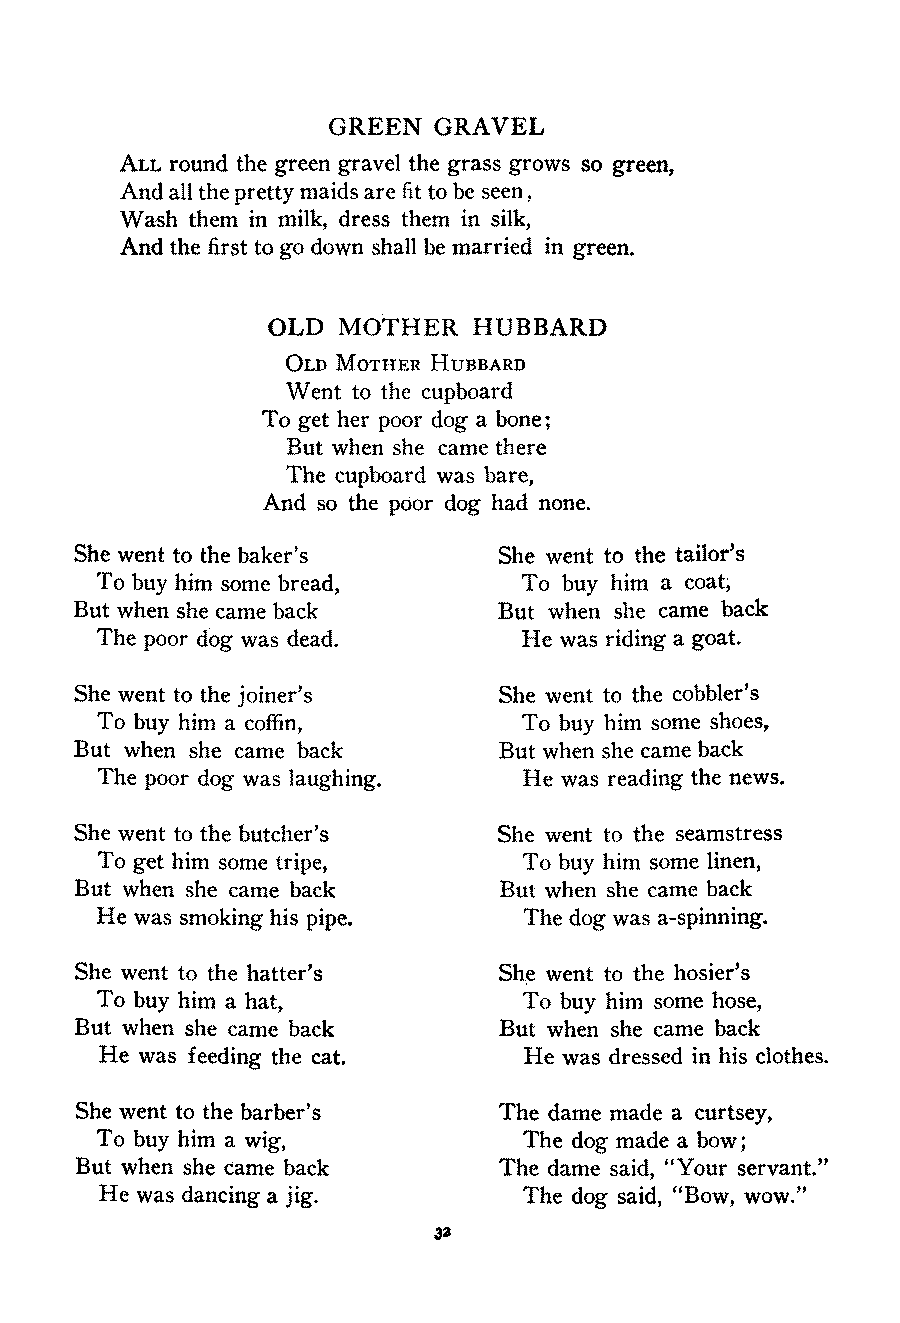 GREEN GRAVEL
ALL round the green gravel the grass grows so green,
And all the pretty maids are fit to be seen,
Wash them in milk, dress them in silk,
And the first to go down shall be married in green.
OLD MOTHER HUBBARD
OLD MOTHER HUBBARD
Went to the cupboard
To get her poor dog a bone;
But when she came there
The cupboard was bare,
And so the poor dog had none.
She went to the baker's
To buy him some bread,
But when she came back
The poor dog was dead.
She went to the joiner's
To buy him a coffin,
But when she came back
The poor dog was laughing.
She went to the butcher's
To get him some tripe,
But when she came back
He was smoking his pipe.
She went to the hatter's
To buy him a hat,
But when she came back
He was feeding the cat.
She went to the barber's
To buy him a wig,
But when she came back
He was dancing a jig.
She went to the tailor's
To buy him a coat;
But when she came back
He was riding a goat.
She went to the cobbler's
To buy him some shoes,
But when she came back
He was reading the news.
She went to the seamstress
To buy him some linen,
But when she came back
The dog was a-spinning.
She went to the hosier's
To buy him some hose,
But when she came back
He was dressed in his clothes.
The dame made a curtsey,
The dog made a bow;
The dame said, "Your servant."
The dog said, "Bow, wow."
32